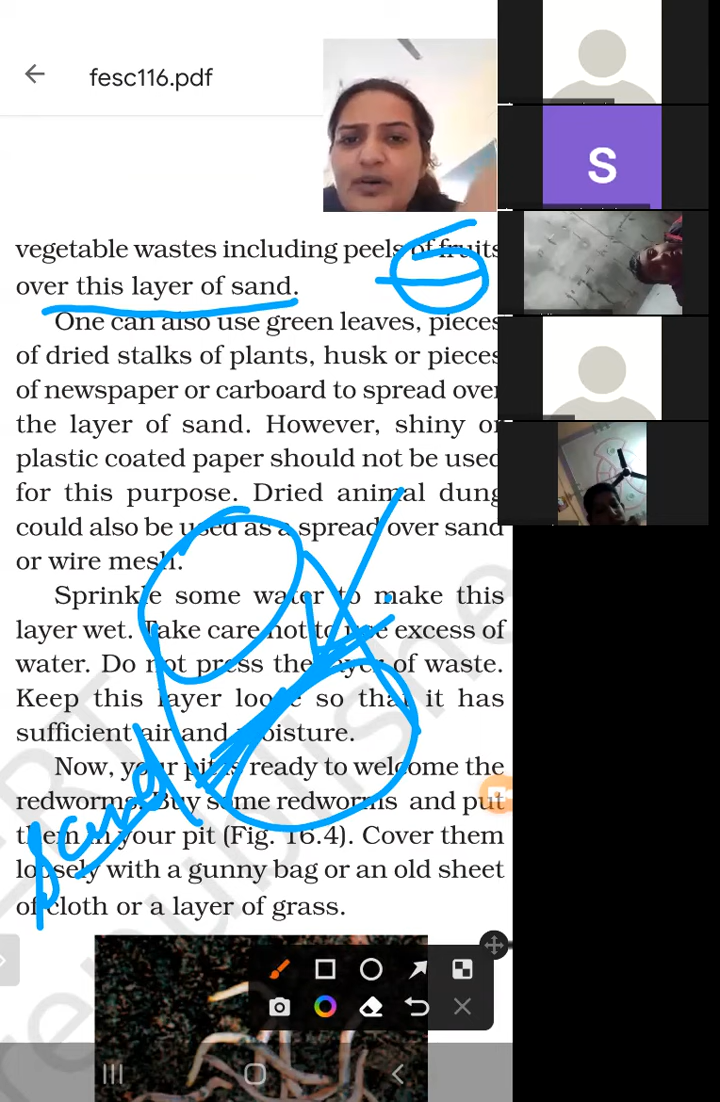 fesc116.pdf
S
vegetable wastes including peels of fruits
over this layer of sand.
One can also use green leaves, pieces
of dried stalks of plants, husk or pieces
of newspaper or carboard to spread over
the layer of sand. However, shiny or
plastic coated paper should not be used
for this purpose. Dried animal dung
could also be used as a spread over sand
or wire mesh.
Sprinkle some water to make this
layer wet. Take care not to use excess of
water. Do not press the layer of waste.
Keep this layer loose so that it has
sufficient air and moisture.
Now, your pit is ready to welcome the
redworms. Buy some redworms and put
them in your pit (Fig. 16.4). Cover them
loosely with a gunny bag or an old sheet
of cloth or a layer of grass.
Sand